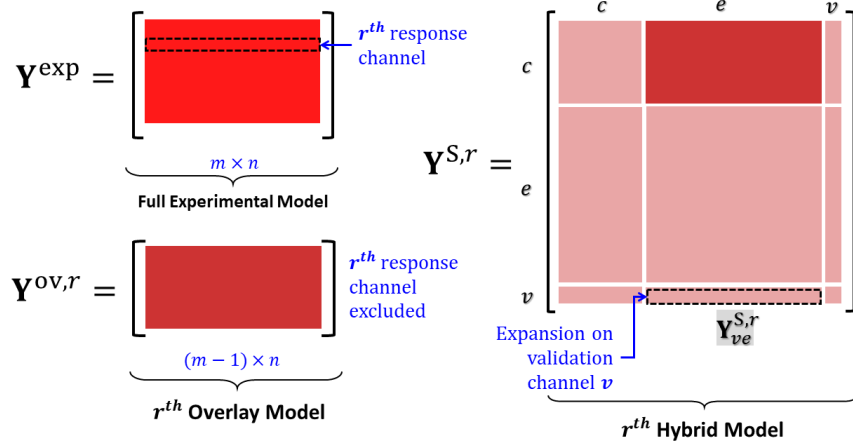 Y^exp =
r^th response
channel
m × n
Full Experimental Model
Y^ov,r =
r^th response
channel
excluded
(m − 1) × n
r^th Overlay Model
c e v
c
Y^S,r =
e
v
Y_ve^S,r
Expansion on
validation
channel v
r^th Hybrid Model